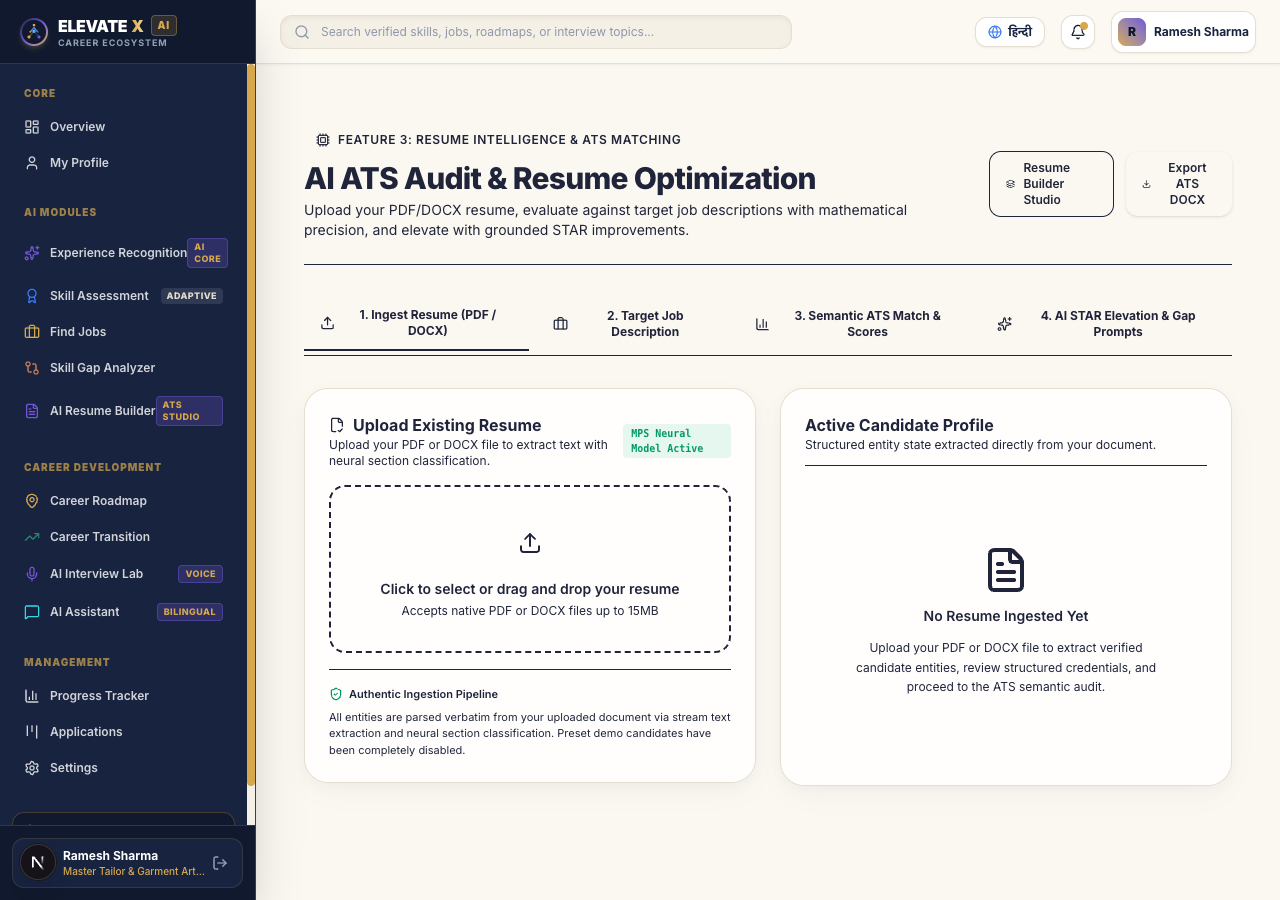 ELEVATE X AI
CAREER ECOSYSTEM
Search verified skills, jobs, roadmaps, or interview topics...
हिन्दी
R
Ramesh Sharma
CORE
Overview
My Profile
AI MODULES
Experience Recognition
AI
CORE
Skill Assessment
ADAPTIVE
Find Jobs
Skill Gap Analyzer
AI Resume Builder
ATS
STUDIO
CAREER DEVELOPMENT
Career Roadmap
Career Transition
AI Interview Lab
VOICE
AI Assistant
BILINGUAL
MANAGEMENT
Progress Tracker
Applications
Settings
N
Ramesh Sharma
Master Tailor & Garment Art...
FEATURE 3: RESUME INTELLIGENCE & ATS MATCHING
AI ATS Audit & Resume Optimization
Upload your PDF/DOCX resume, evaluate against target job descriptions with mathematical
precision, and elevate with grounded STAR improvements.
Resume
Builder
Studio
Export
ATS
DOCX
1. Ingest Resume (PDF /
DOCX)
2. Target Job
Description
3. Semantic ATS Match &
Scores
4. AI STAR Elevation & Gap
Prompts
Upload Existing Resume
Upload your PDF or DOCX file to extract text with
neural section classification.
MPS Neural
Model Active
Click to select or drag and drop your resume
Accepts native PDF or DOCX files up to 15MB
Authentic Ingestion Pipeline
All entities are parsed verbatim from your uploaded document via stream text
extraction and neural section classification. Preset demo candidates have
been completely disabled.
Active Candidate Profile
Structured entity state extracted directly from your document.
No Resume Ingested Yet
Upload your PDF or DOCX file to extract verified
candidate entities, review structured credentials, and
proceed to the ATS semantic audit.